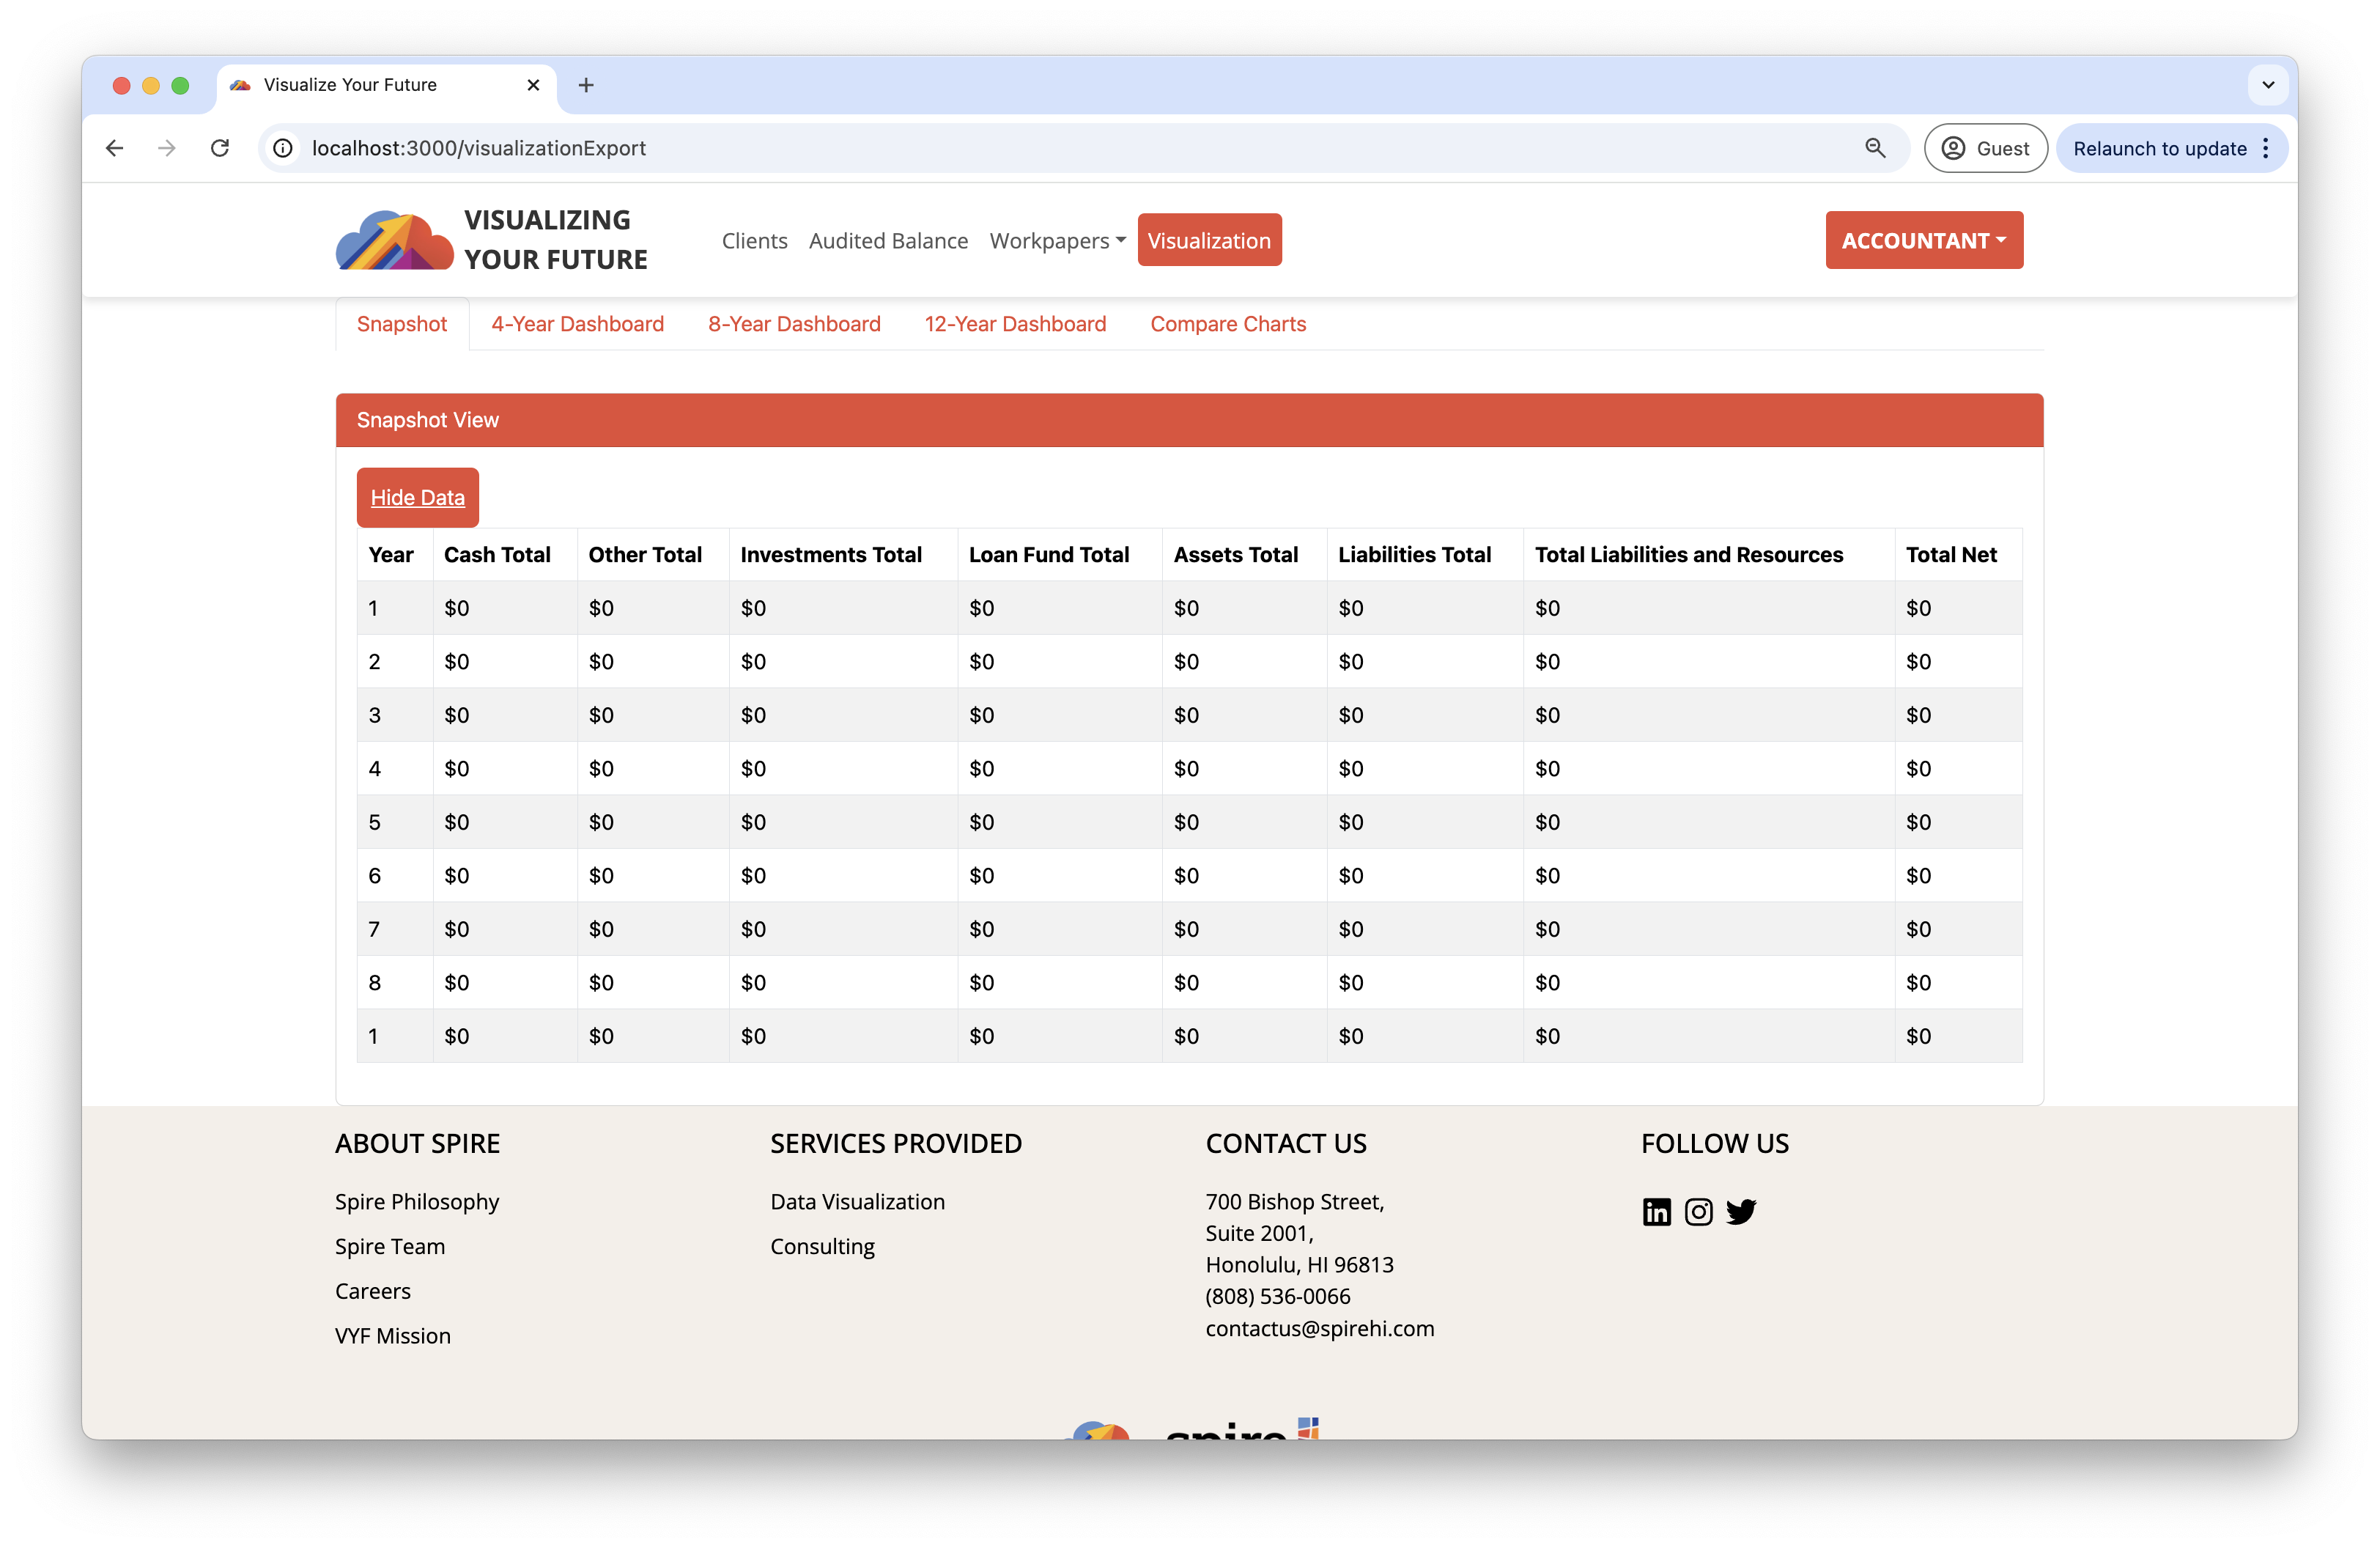 Visualize Your Future
localhost:3000/visualizationExport
Guest
Relaunch to update
VISUALIZING
YOUR FUTURE
Clients Audited Balance Workpapers Visualization
ACCOUNTANT
Snapshot 4-Year Dashboard 8-Year Dashboard 12-Year Dashboard Compare Charts
Snapshot View
Hide Data
Year Cash Total Other Total Investments Total Loan Fund Total Assets Total Liabilities Total Total Liabilities and Resources Total Net
1 $0 $0 $0 $0 $0 $0 $0 $0
2 $0 $0 $0 $0 $0 $0 $0 $0
3 $0 $0 $0 $0 $0 $0 $0 $0
4 $0 $0 $0 $0 $0 $0 $0 $0
5 $0 $0 $0 $0 $0 $0 $0 $0
6 $0 $0 $0 $0 $0 $0 $0 $0
7 $0 $0 $0 $0 $0 $0 $0 $0
8 $0 $0 $0 $0 $0 $0 $0 $0
1 $0 $0 $0 $0 $0 $0 $0 $0
ABOUT SPIRE
Spire Philosophy
Spire Team
Careers
VYF Mission
SERVICES PROVIDED
Data Visualization
Consulting
CONTACT US
700 Bishop Street,
Suite 2001,
Honolulu, HI 96813
(808) 536-0066
contactus@spirehi.com
FOLLOW US
in
spire